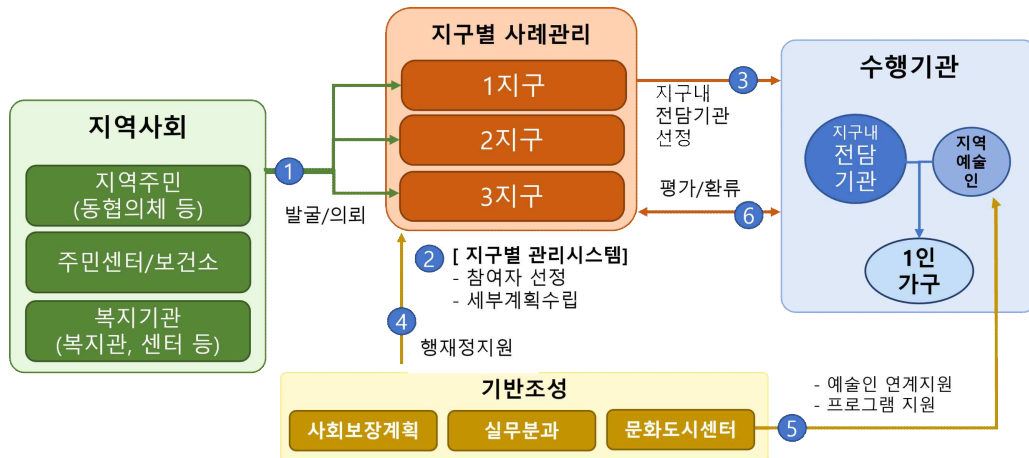 지역사회
지역주민
(동협의체 등)
주민센터/보건소
복지기관
(복지관, 센터 등)
1
발굴/의뢰
지구별 사례관리
1지구
2지구
3지구
2
[ 지구별 관리시스템]
- 참여자 선정
- 세부계획수립
3
지구내
전담기관
선정
평가/환류
6
수행기관
지구내
전담
기관
지역
예술
인
1인
가구
4
행재정지원
기반조성
사회보장계획
실무분과
문화도시센터
5
- 예술인 연계지원
- 프로그램 지원